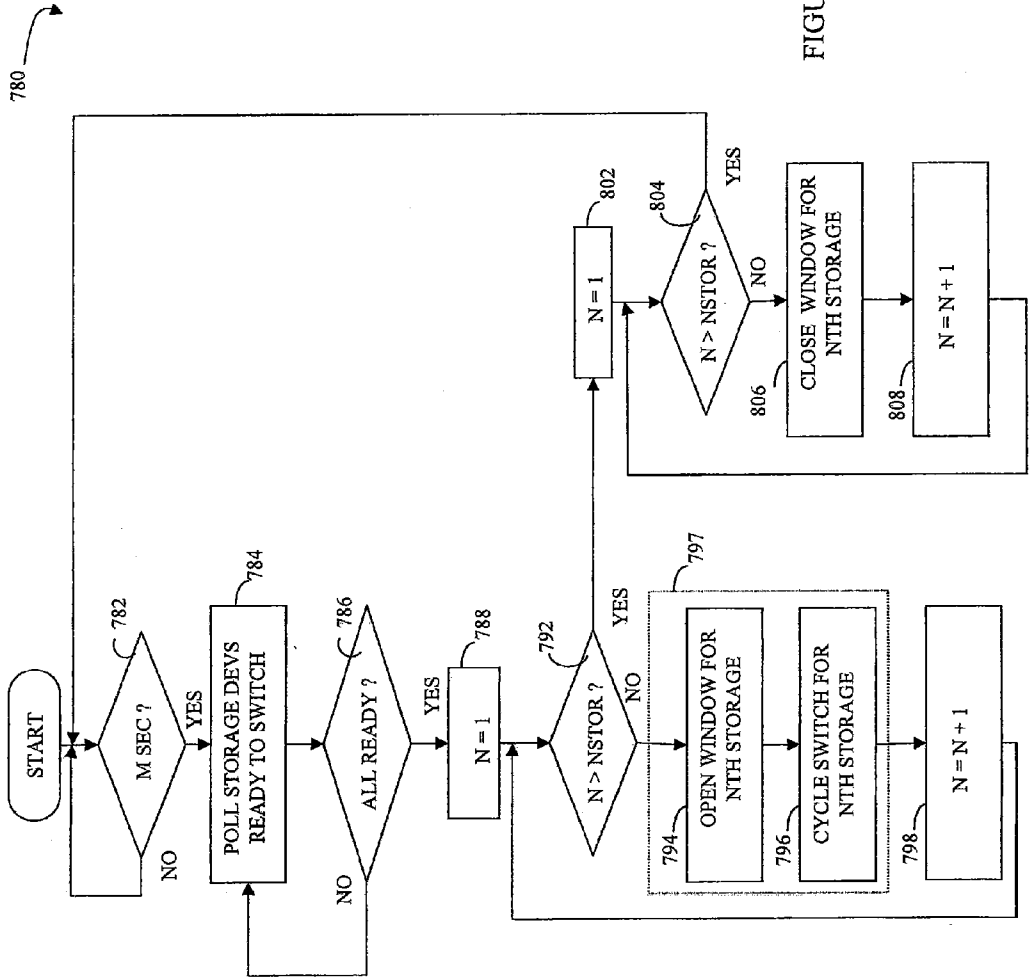 780
START
782
M SEC ?
NO
YES
784
POLL STORAGE DEVS
READY TO SWITCH
786
ALL READY ?
NO
YES
788
N = 1
792
N > NSTOR ?
YES
NO
797
794
OPEN WINDOW FOR
NTH STORAGE
796
CYCLE SWITCH FOR
NTH STORAGE
798
N = N + 1
802
N = 1
804
N > NSTOR ?
YES
NO
806
CLOSE WINDOW FOR
NTH STORAGE
808
N = N + 1